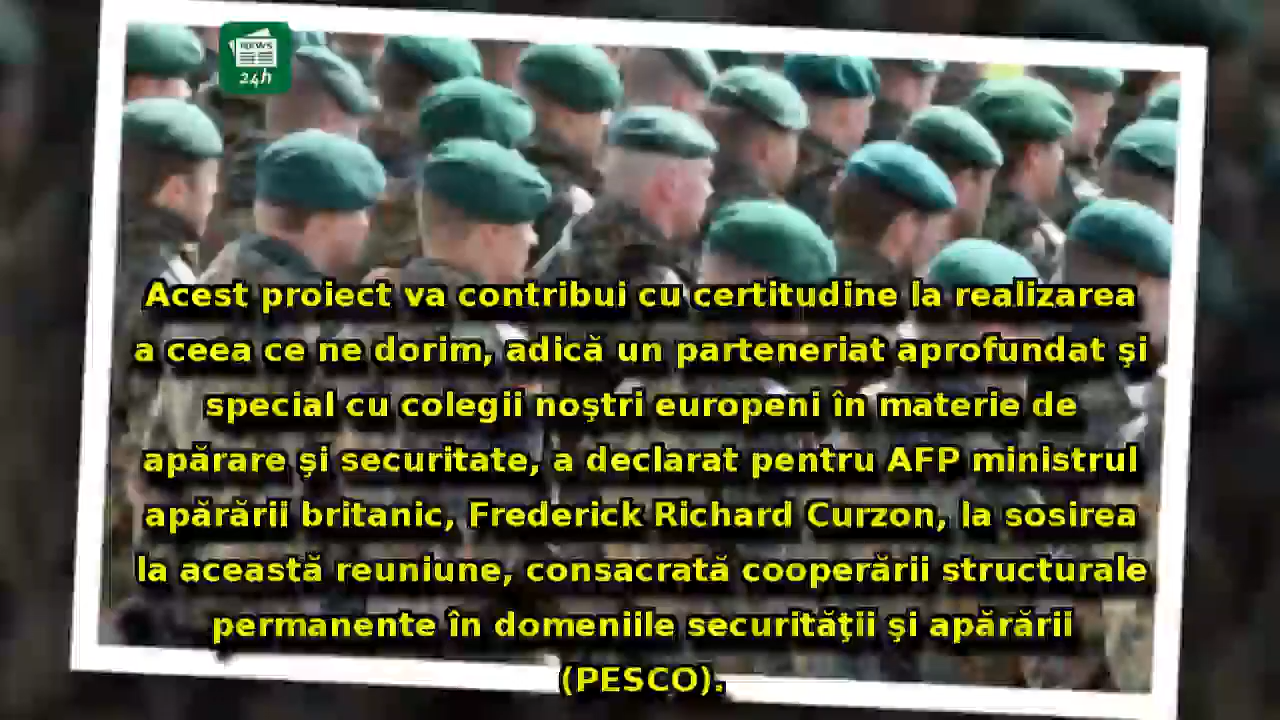 NEWS
24h
Acest proiect va contribui cu certitudine la realizarea
a ceea ce ne dorim, adică un parteneriat aprofundat şi
special cu colegii noştri europeni în materie de
apărare şi securitate, a declarat pentru AFP ministrul
apărării britanic, Frederick Richard Curzon, la sosirea
la această reuniune, consacrată cooperării structurale
permanente în domeniile securităţii şi apărării
(PESCO).